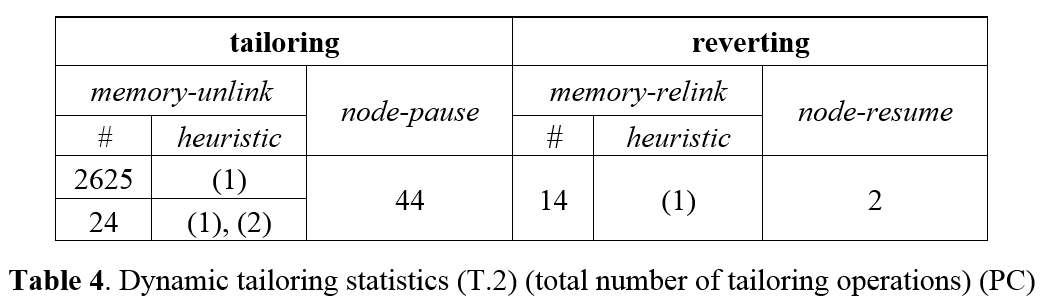 tailoring reverting
memory-unlink node-pause memory-relink node-resume
# heuristic # heuristic
2625 (1) 44 14 (1) 2
24 (1), (2)
Table 4. Dynamic tailoring statistics (T.2) (total number of tailoring operations) (PC)